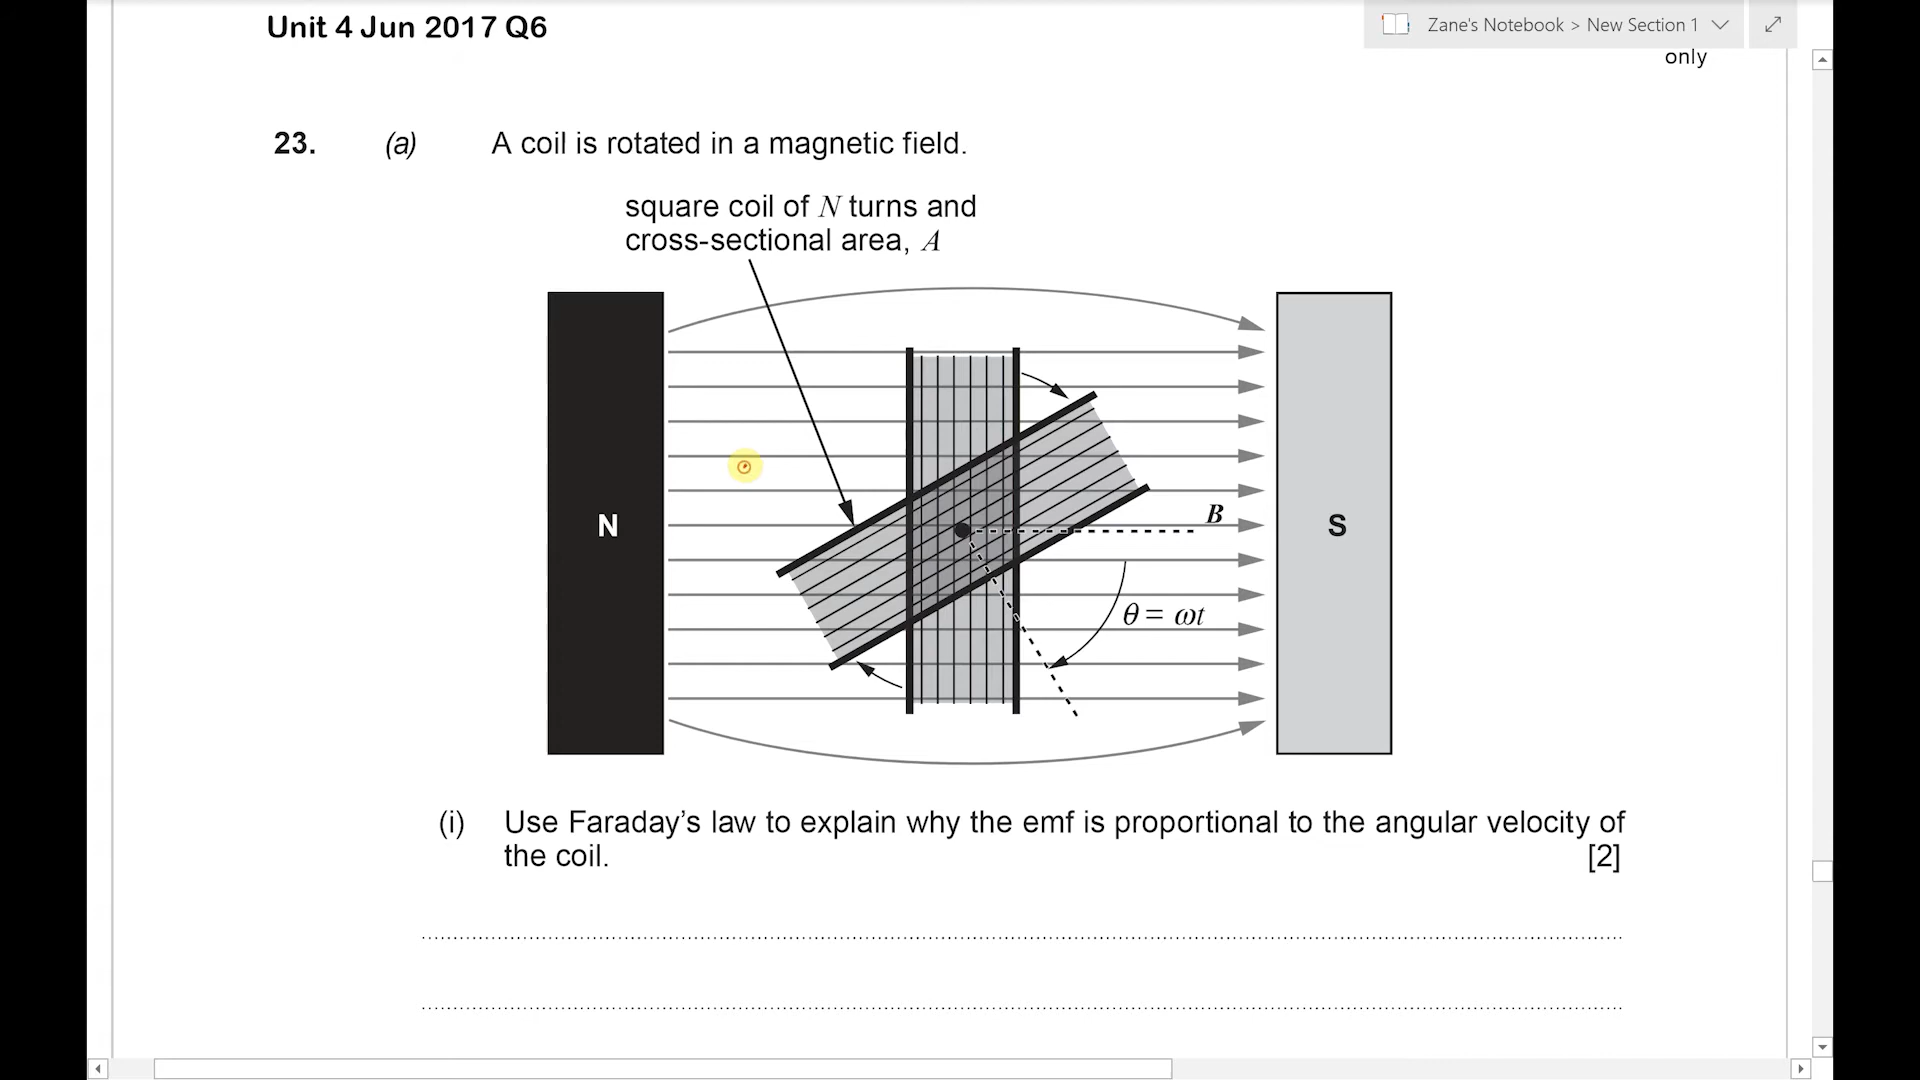 Unit 4 Jun 2017 Q6
Zane's Notebook > New Section 1
only
23. (a) A coil is rotated in a magnetic field.
square coil of N turns and
cross-sectional area, A
N
B
S
θ = ωt
(i) Use Faraday's law to explain why the emf is proportional to the angular velocity of
the coil. [2]